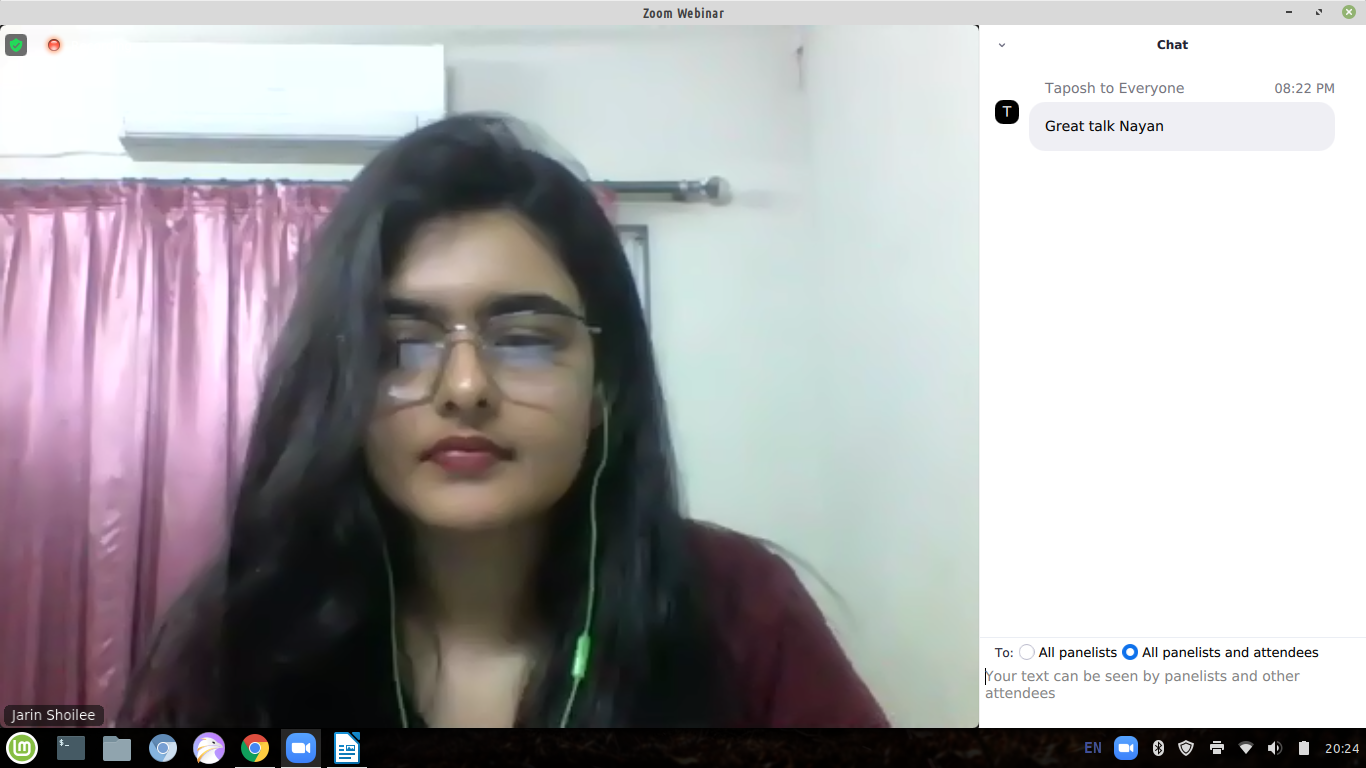 Zoom Webinar
Chat
Taposh to Everyone 08:22 PM
T
Great talk Nayan
To: All panelists All panelists and attendees
Your text can be seen by panelists and other
attendees
Jarin Shoilee
$_
EN
20:24